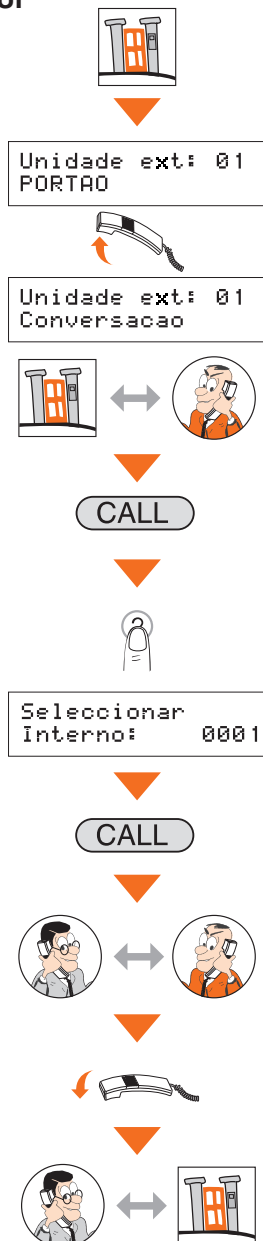 Unidade ext: 01
PORTAO
Unidade ext: 01
Conversacao
CALL
Seleccionar
Interno: 0001
CALL